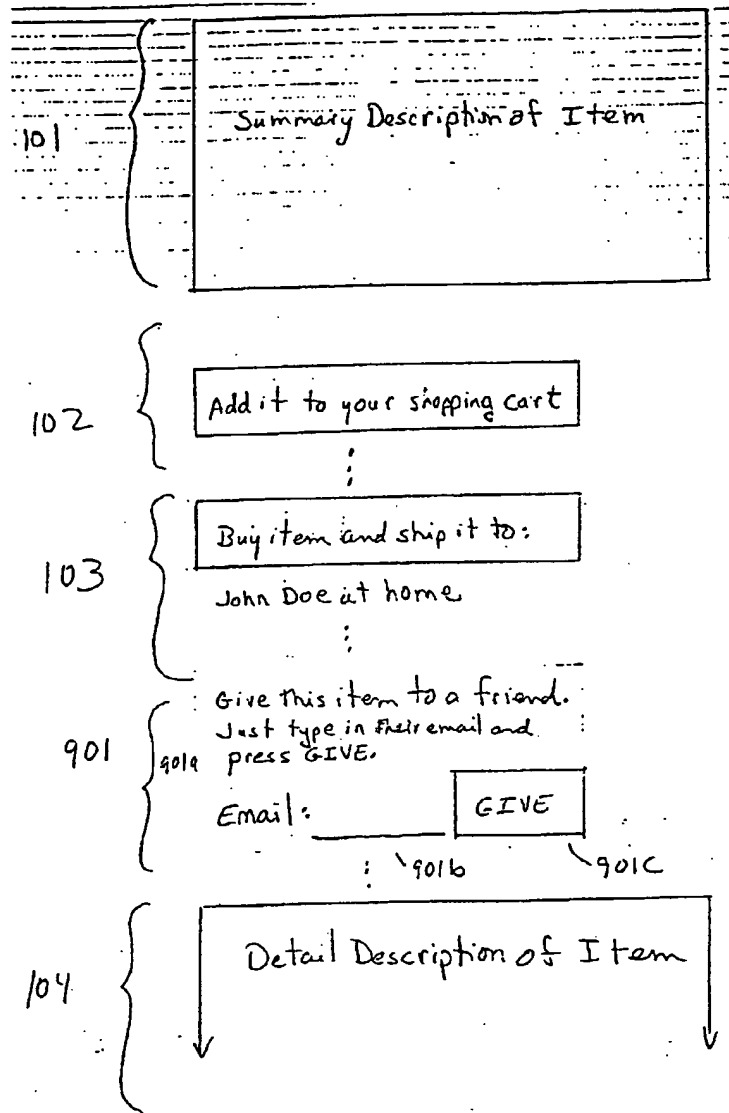 101
Summary Description of Item
102
Add it to your shopping cart
103
Buy item and ship it to:
John Doe at home
901
901a
Give this item to a friend.
Just type in their email and
press GIVE.
Email:
GIVE
901b
901c
104
Detail Description of Item